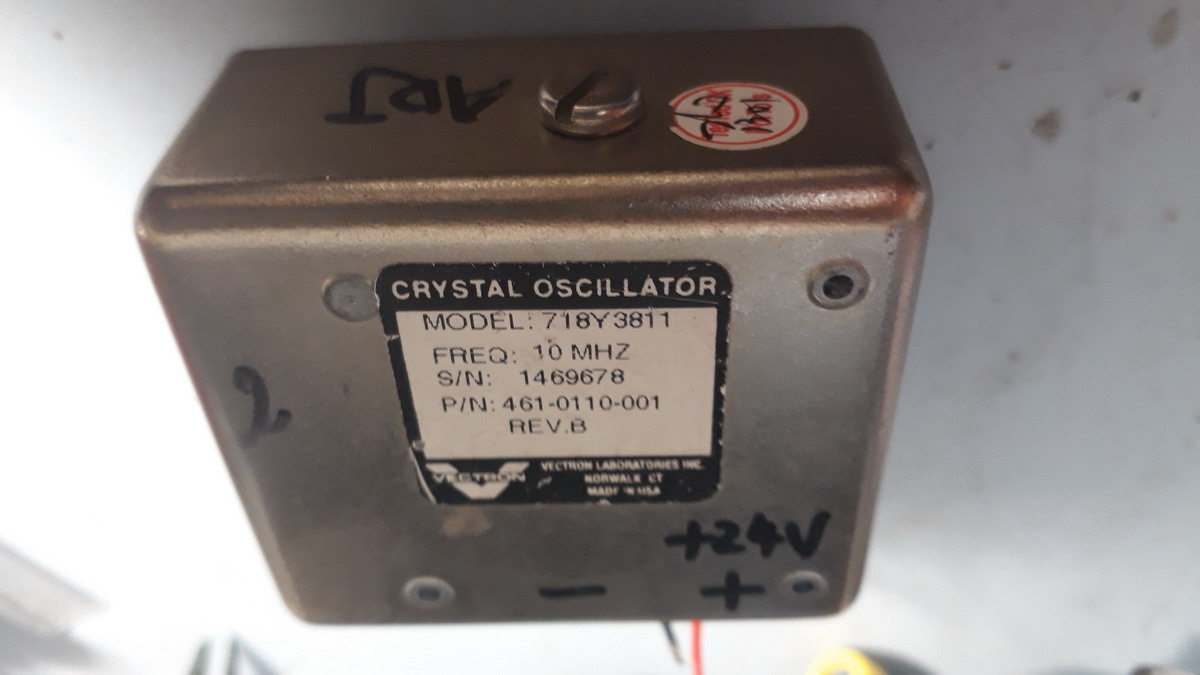 ADJ
CRYSTAL OSCILLATOR
MODEL: 718Y3811
FREQ: 10 MHZ
S/N: 1469678
P/N: 461-0110-001
REV.B
VECTRON
VECTRON LABORATORIES INC.
NORWALK CT
MADE IN USA
2
+24V
- +